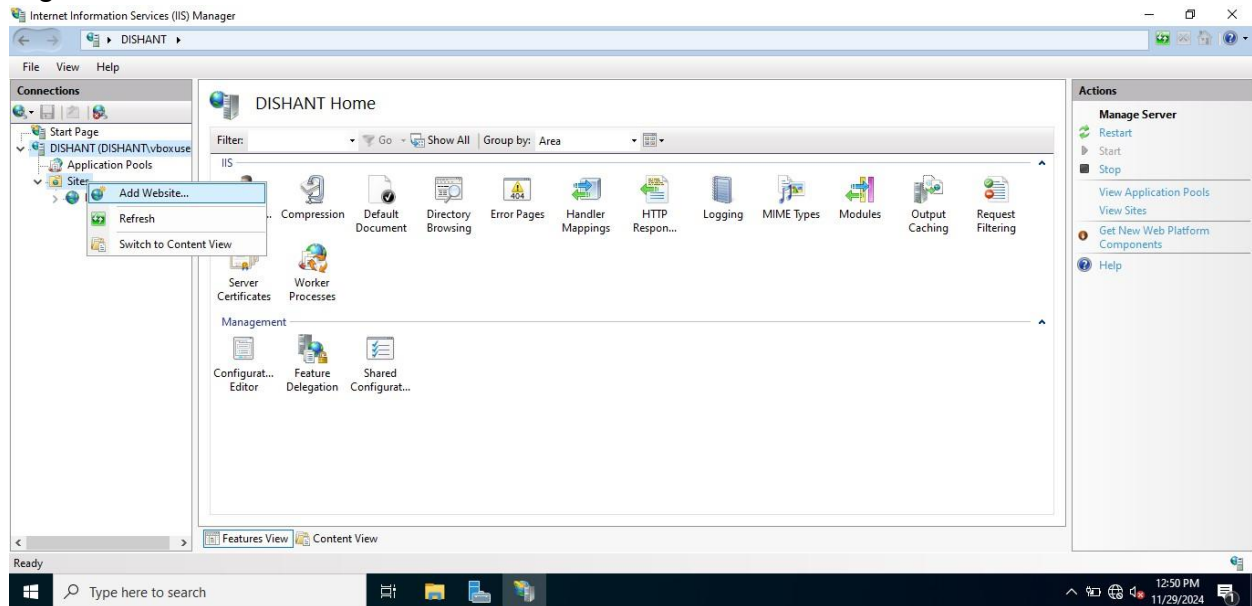 Internet Information Services (IIS) Manager
DISHANT
File View Help
Connections
Start Page
DISHANT (DISHANT\vboxuse
Application Pools
Sites
Add Website...
Refresh
Switch to Content View
DISHANT Home
Filter: Go Show All Group by: Area
IIS
Compression
Default Document
Directory Browsing
Error Pages
Handler Mappings
HTTP Respon...
Logging
MIME Types
Modules
Output Caching
Request Filtering
Server Certificates
Worker Processes
Management
Configurat... Editor
Feature Delegation
Shared Configurat...
Features View Content View
Actions
Manage Server
Restart
Start
Stop
View Application Pools
View Sites
Get New Web Platform
Components
Help
Ready
Type here to search
12:50 PM
11/29/2024
1